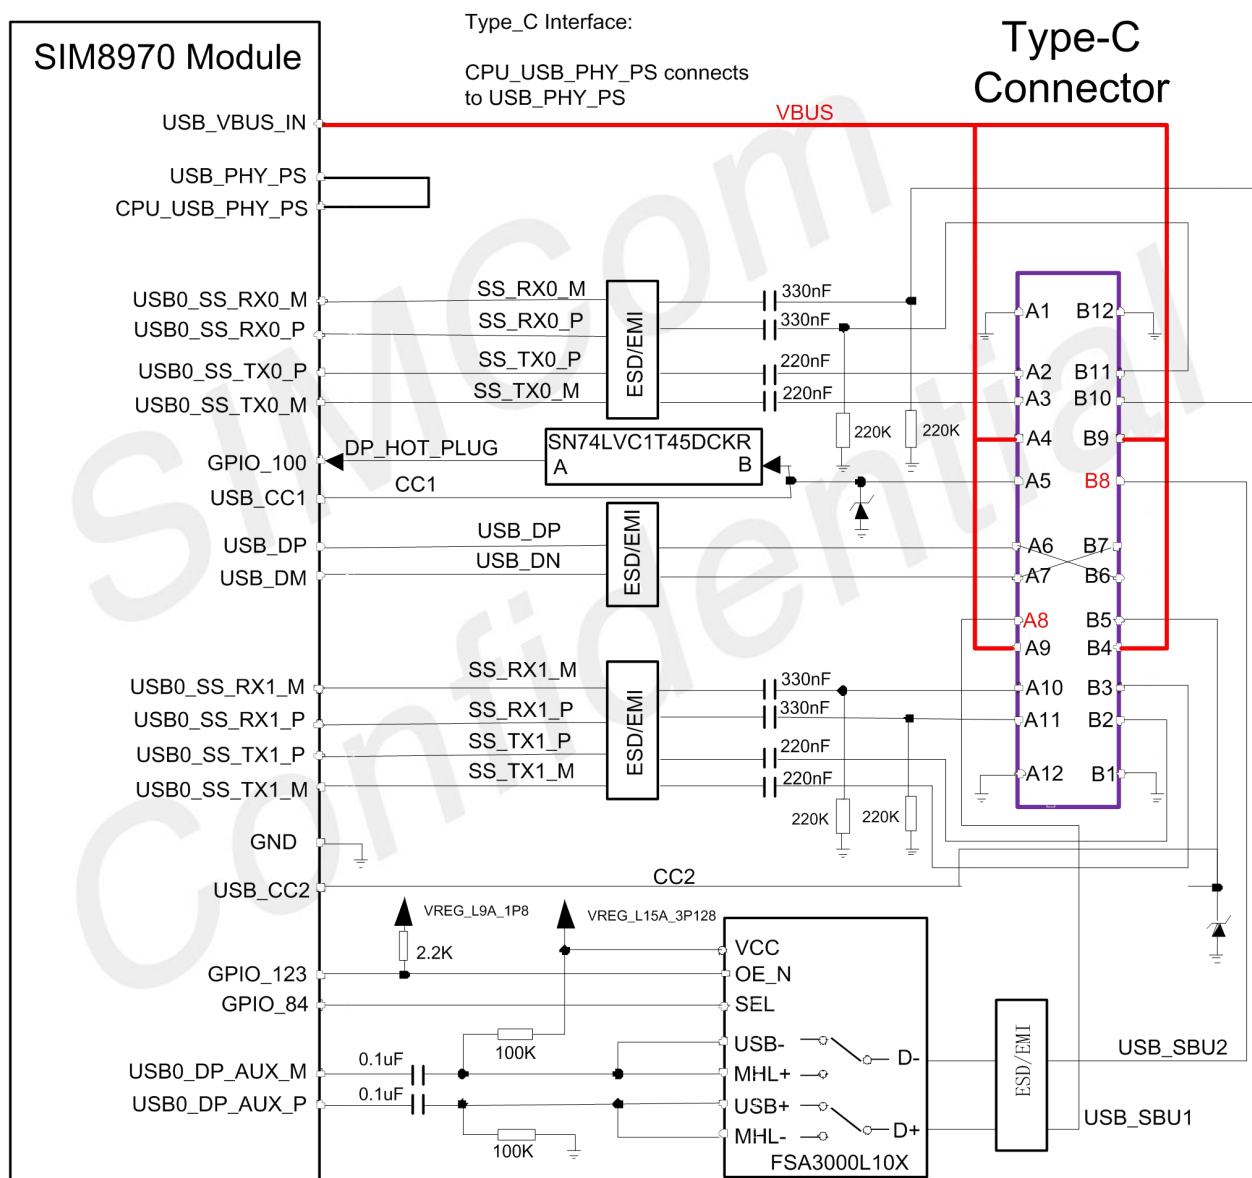 Type_C Interface:
CPU_USB_PHY_PS connects
to USB_PHY_PS
SIM8970 Module
Type-C
Connector
VBUS
USB_VBUS_IN
USB_PHY_PS
CPU_USB_PHY_PS
USB0_SS_RX0_M
SS_RX0_M
330nF
USB0_SS_RX0_P
SS_RX0_P
330nF
USB0_SS_TX0_P
SS_TX0_P
220nF
USB0_SS_TX0_M
SS_TX0_M
220nF
ESD/EMI
220K
220K
A1
B12
A2
B11
A3
B10
A4
B9
A5
B8
A6
B7
A7
B6
A8
B5
A9
B4
A10
B3
A11
B2
A12
B1
GPIO_100
DP_HOT_PLUG
SN74LVC1T45DCKR
A
B
USB_CC1
CC1
USB_DP
USB_DP
USB_DM
USB_DN
ESD/EMI
USB0_SS_RX1_M
SS_RX1_M
330nF
USB0_SS_RX1_P
SS_RX1_P
330nF
USB0_SS_TX1_P
SS_TX1_P
220nF
USB0_SS_TX1_M
SS_TX1_M
220nF
ESD/EMI
220K
220K
GND
USB_CC2
CC2
VREG_L9A_1P8
VREG_L15A_3P128
2.2K
GPIO_123
GPIO_84
VCC
OE_N
SEL
USB-
MHL+
USB+
MHL-
D-
D+
FSA3000L10X
100K
USB0_DP_AUX_M
0.1uF
USB0_DP_AUX_P
0.1uF
100K
ESD/EMI
USB_SBU2
USB_SBU1
SIMCom
Confidential